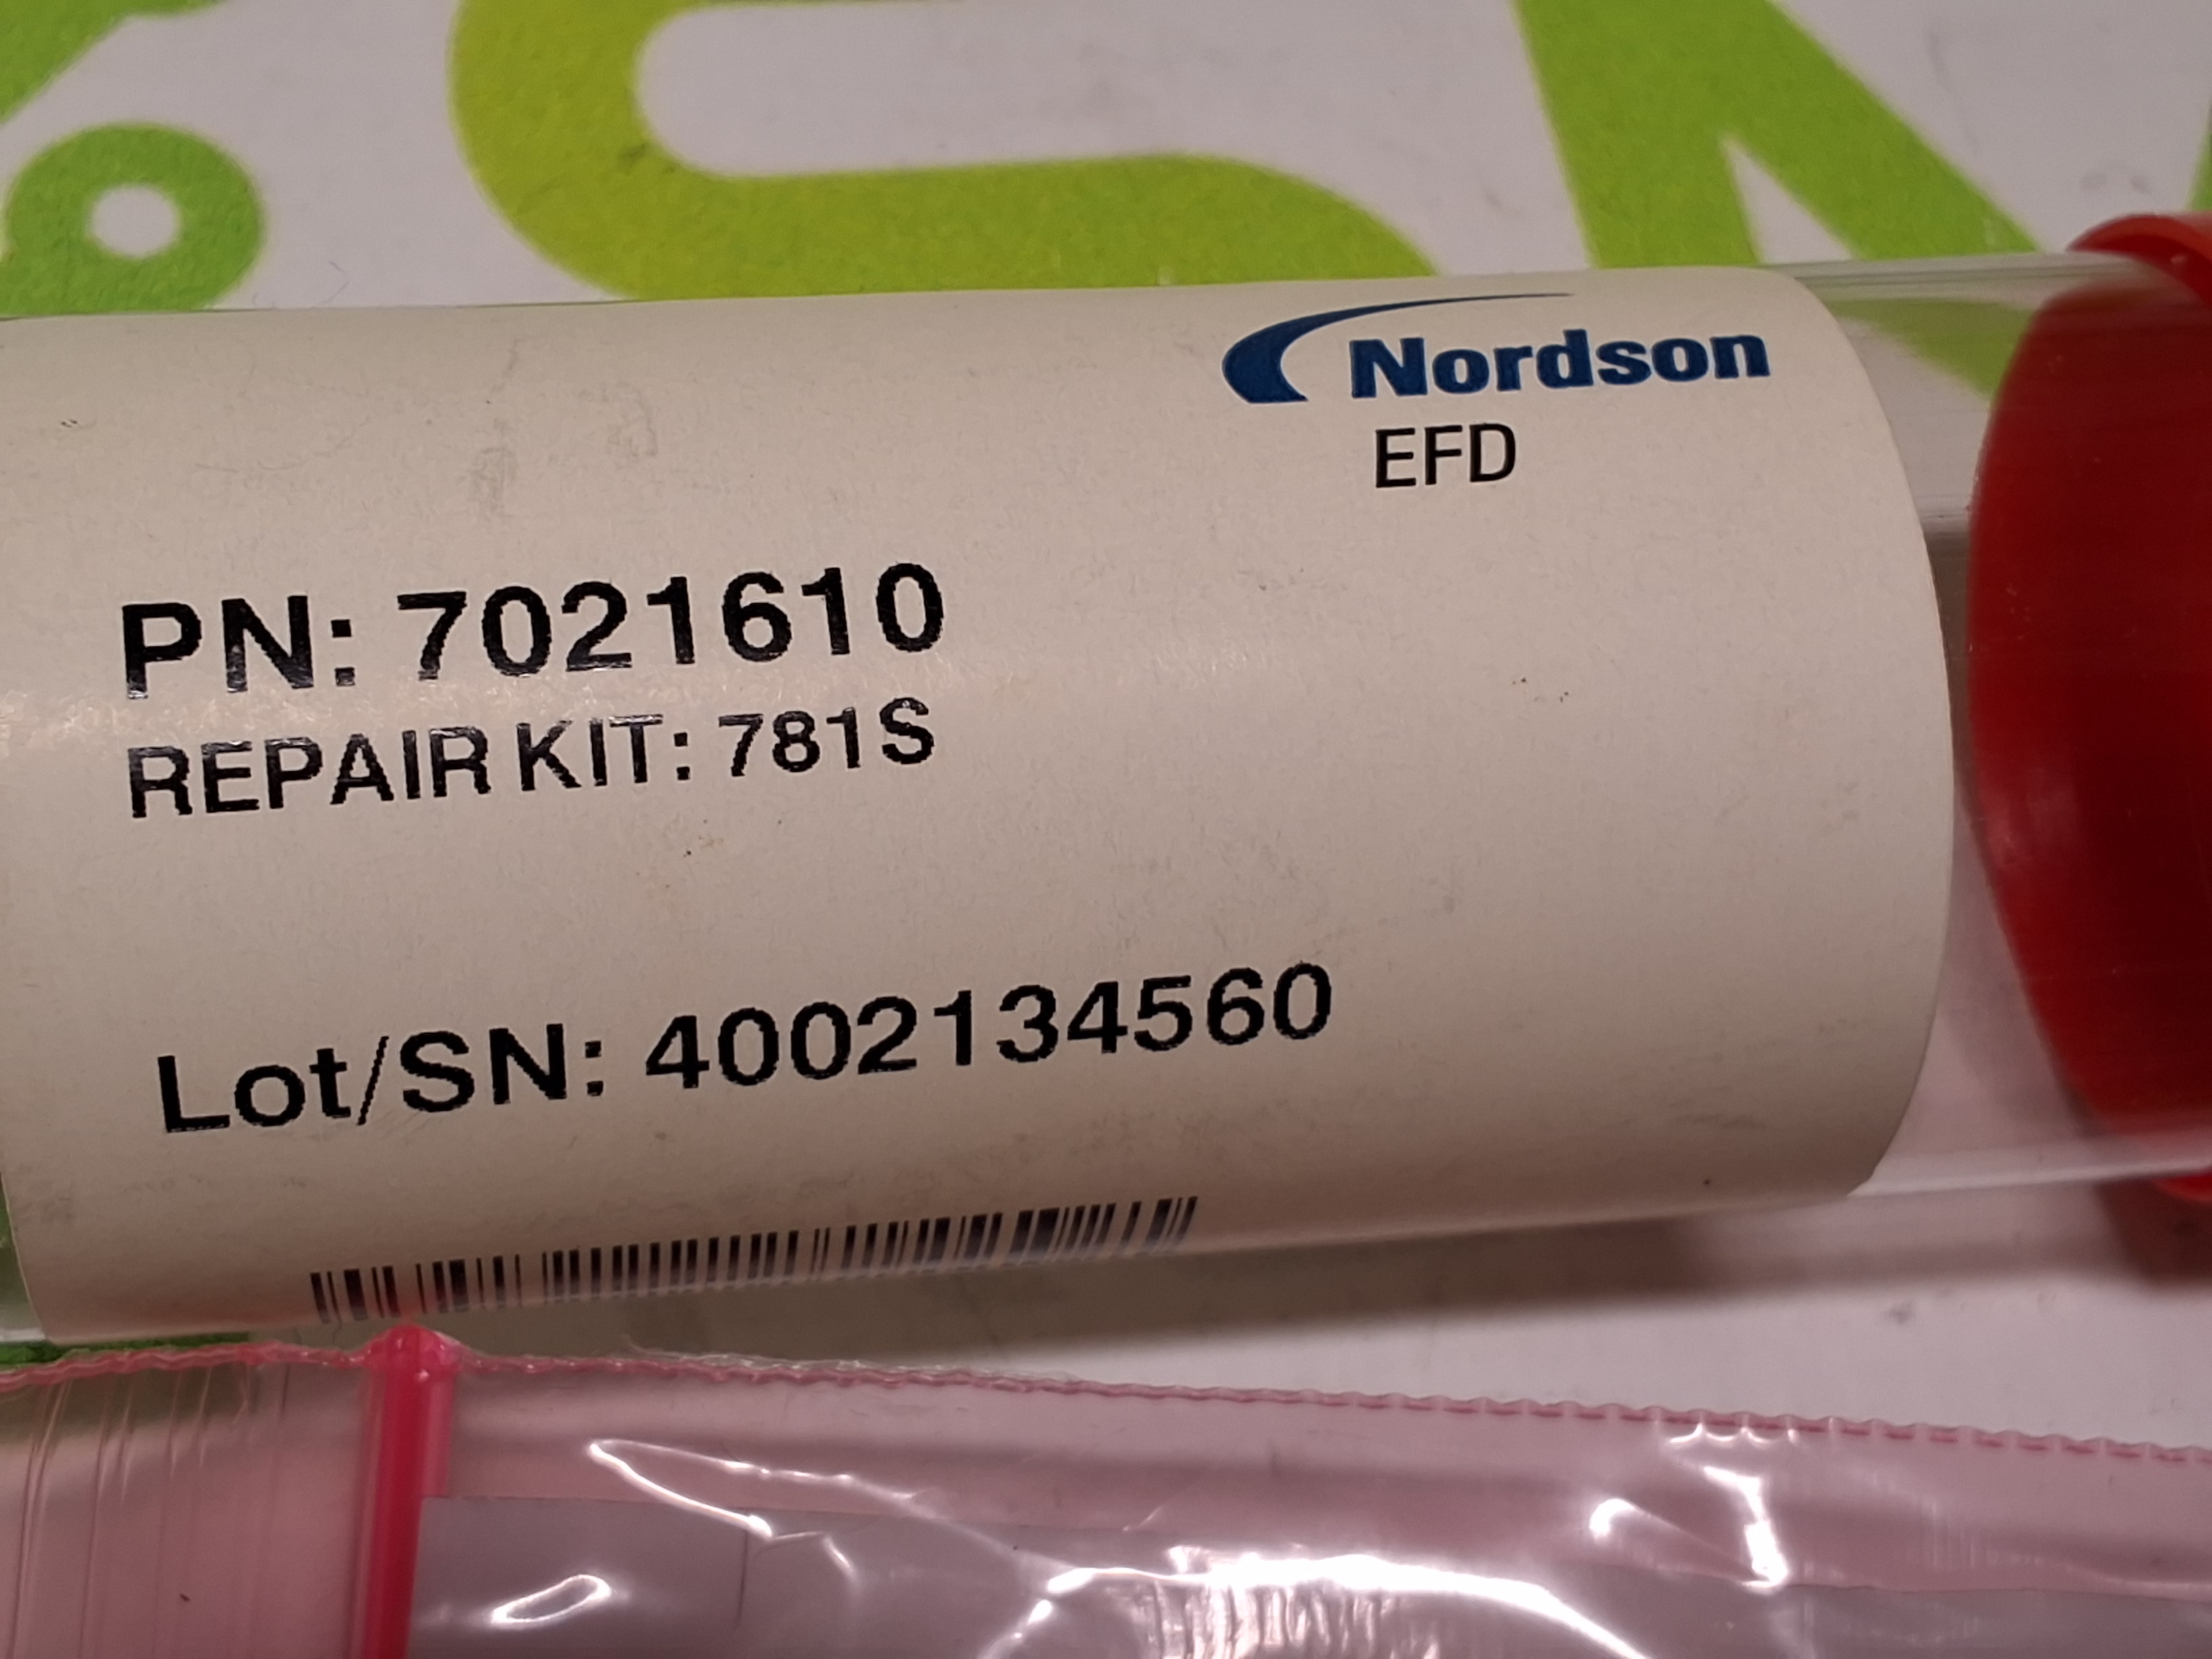 Nordson
EFD
PN: 7021610
REPAIR KIT: 781S
Lot/SN: 4002134560